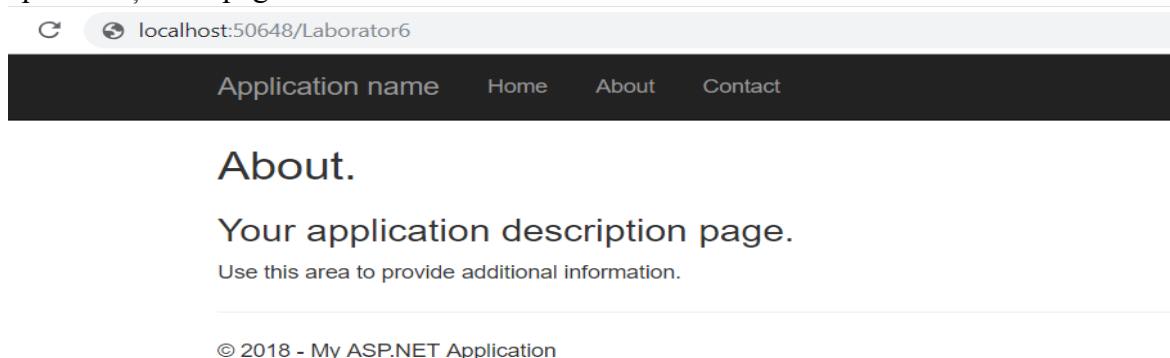 localhost:50648/Laborator6
Application name Home About Contact
About.
Your application description page.
Use this area to provide additional information.
© 2018 - My ASP.NET Application